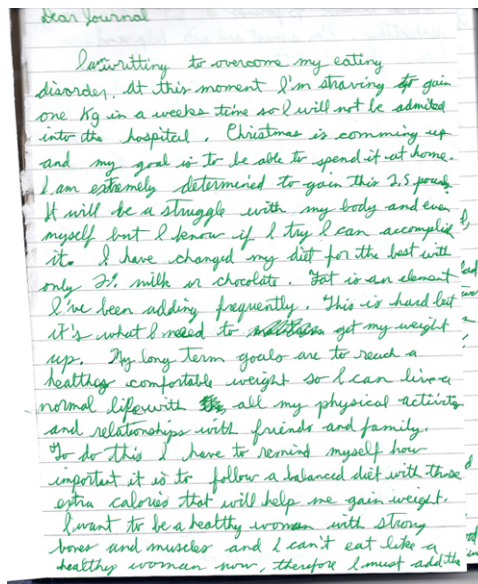 Dear Journal
I'm writting to overcome my eating
disorder. At this moment I'm straving to gain
one Kg in a weeks time so I will not be admited
into the hospital. Christmas is comming up
and my goal is to be able to spend it at home.
I am extremely determined to gain this 2.5 pounds
It will be a struggle with my body and even
myself but I know if I try I can accomplish
it. I have changed my diet for the best with
only 2% milk or chocolate. Fat is an element
I've been adding frequently. This is hard but
it's what I need to get my weight
up. My long term goals are to reach a
healthy comfortable weight so I can live a
normal life with all my physical activity
and relationships with friends and family.
To do this I have to remind myself how
important it is to follow a balanced diet with those
extra calories that will help me gain weight.
I want to be a healthy woman with strong
bones and muscles and I can't eat like a
healthy woman now, therefore I must add the